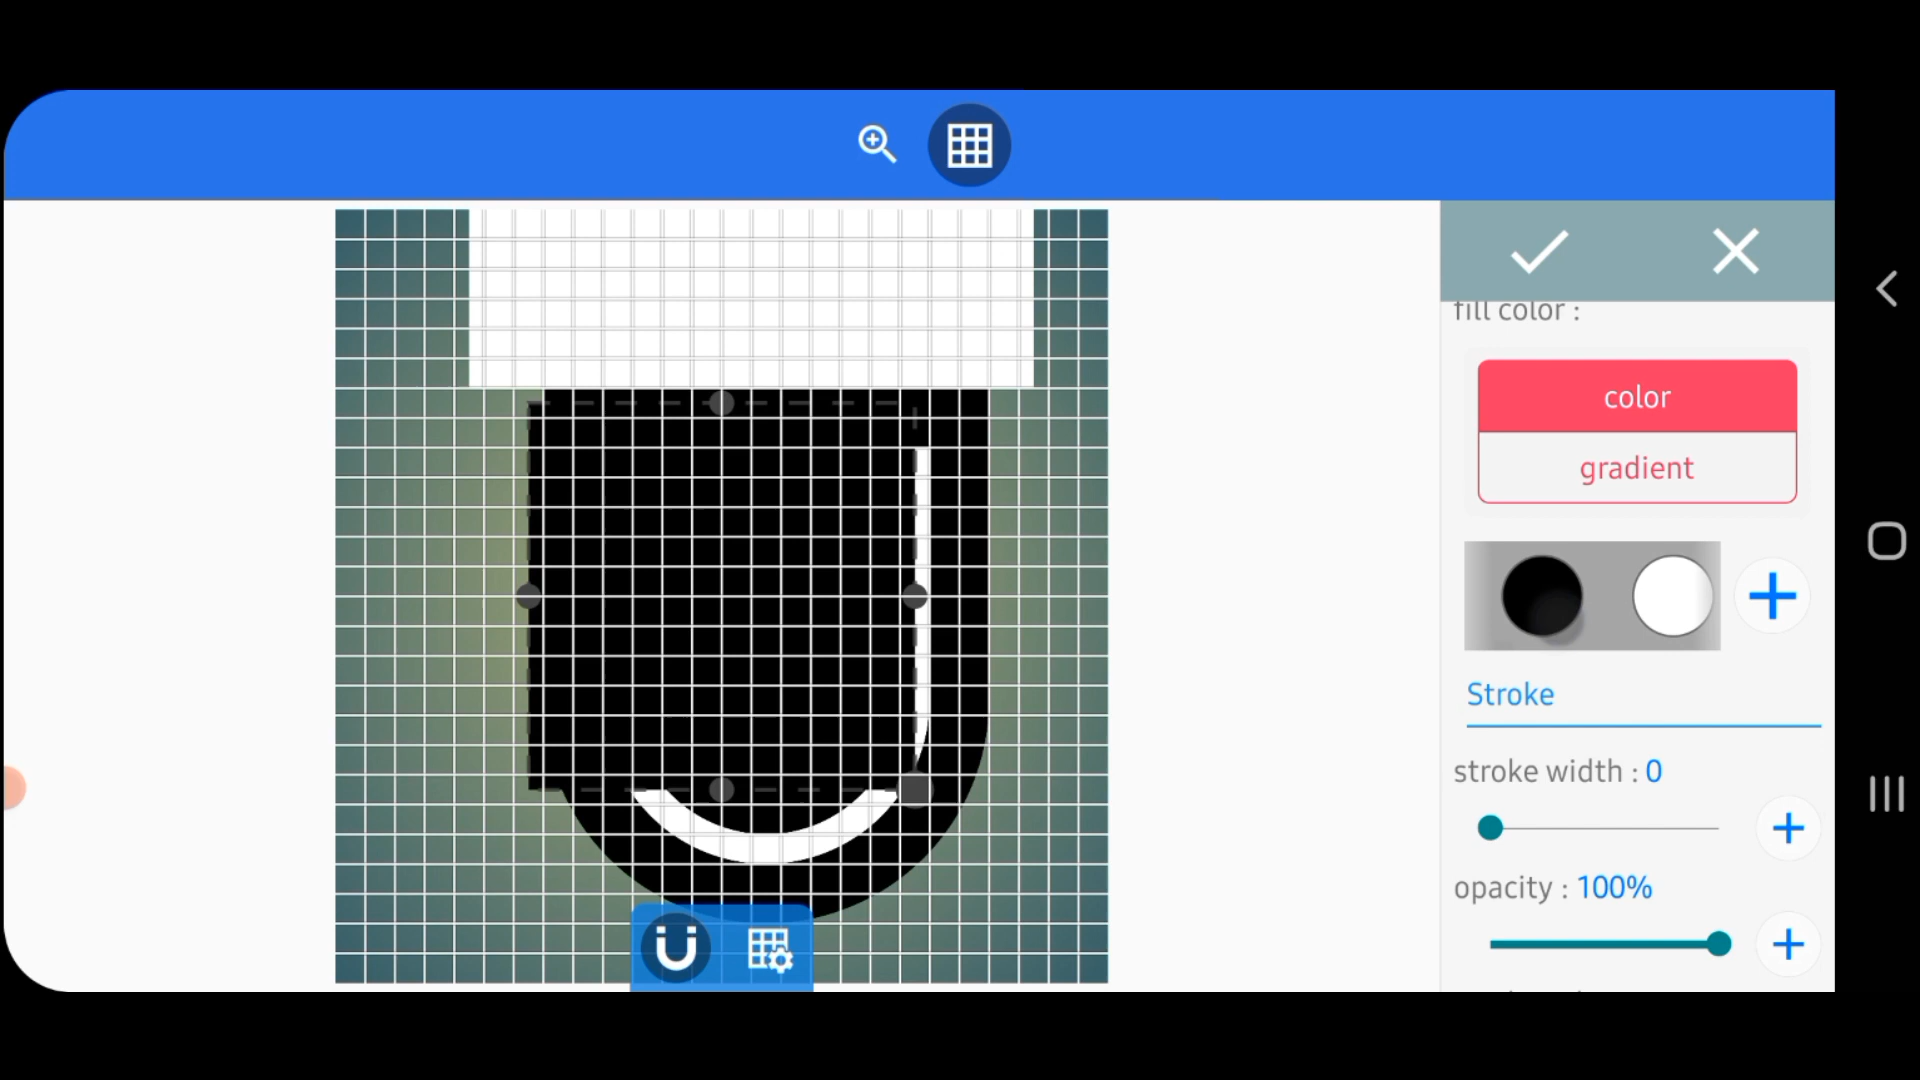 fill color :
color
gradient
Stroke
stroke width : 0
opacity : 100%